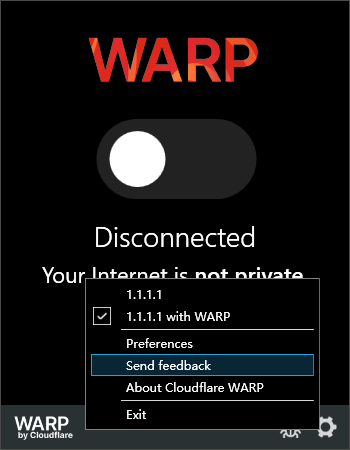 WARP
Disconnected
Your Internet is not private.
1.1.1.1
1.1.1.1 with WARP
Preferences
Send feedback
About Cloudflare WARP
Exit
WARP
by Cloudflare